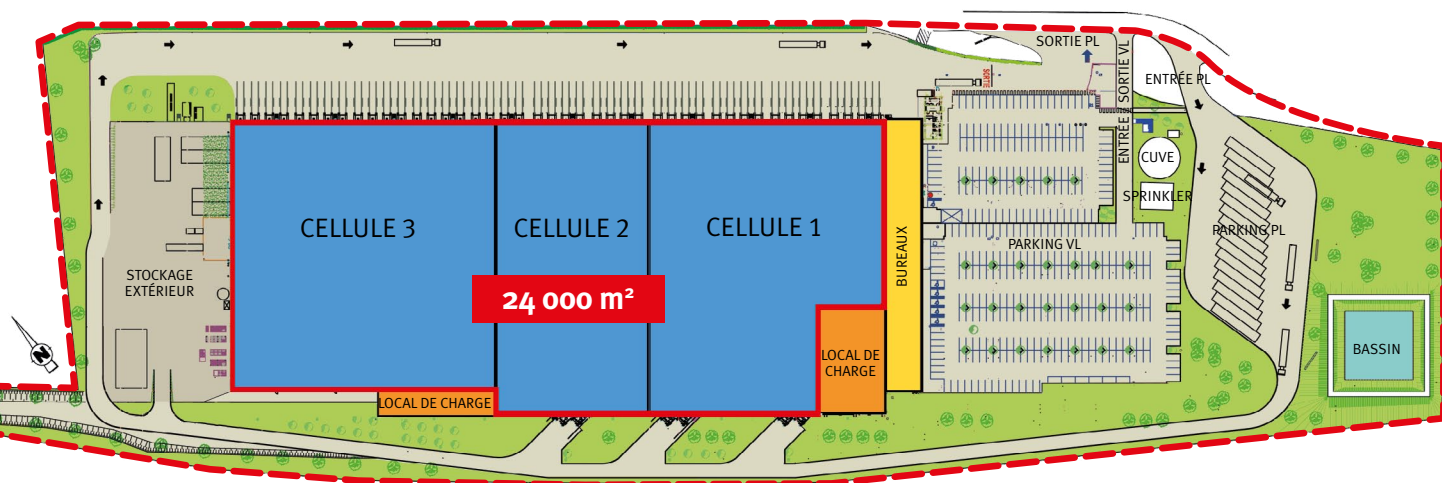 SORTIE PL
SORTIE VL
ENTRÉE PL
SORTIE
ENTRÉE
CUVE
SPRINKLER
CELLULE 3
CELLULE 2
CELLULE 1
BUREAUX
PARKING VL
PARKING PL
STOCKAGE
EXTÉRIEUR
24 000 m²
LOCAL DE
CHARGE
BASSIN
LOCAL DE CHARGE
N